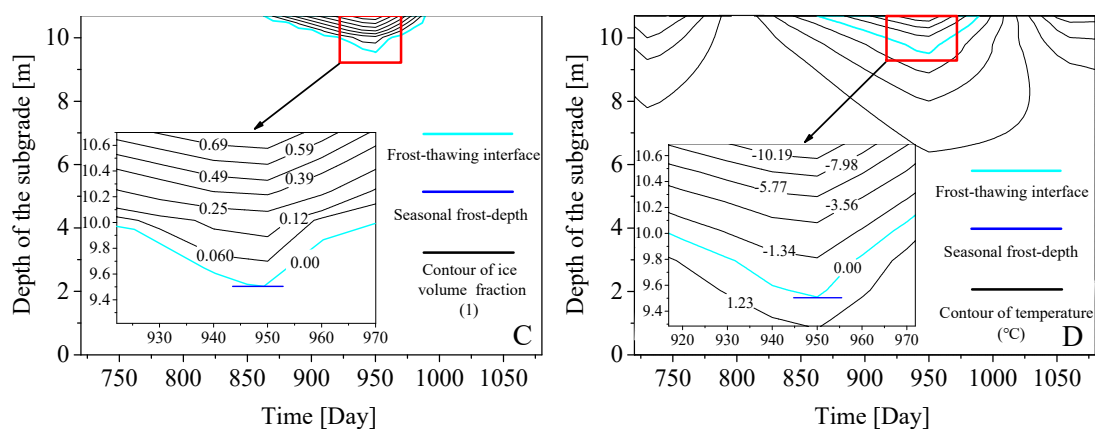 10
8
6
4
2
0
Depth of the subgrade [m]
750 800 850 900 950 1000 1050
Time [Day]
10.6
10.4
10.2
10.0
9.8
9.6
9.4
930 940 950 960 970
0.69
0.59
0.49
0.39
0.25
0.12
0.060
0.00
Frost-thawing interface
Seasonal frost-depth
Contour of ice
volume fraction
(1)
C
10
8
6
4
2
0
Depth of the subgrade [m]
750 800 850 900 950 1000 1050
Time [Day]
10.6
10.4
10.2
10.0
9.8
9.6
9.4
920 930 940 950 960 970
-10.19
-7.98
-5.77
-3.56
-1.34
0.00
1.23
Frost-thawing interface
Seasonal frost-depth
Contour of temperature
(℃)
D